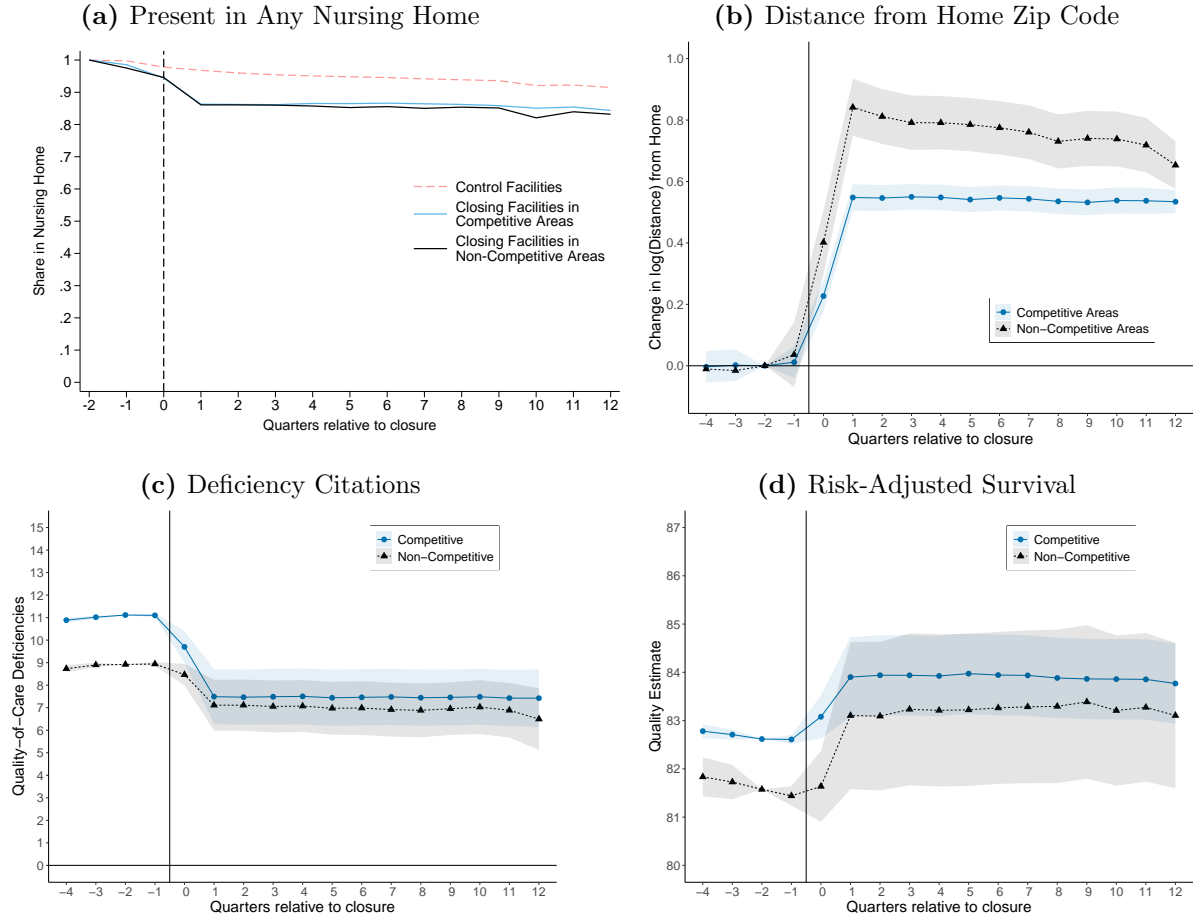 (a) Present in Any Nursing Home
Share in Nursing Home
1
.9
.8
.7
.6
.5
.4
.3
.2
.1
0
Control Facilities
Closing Facilities in
Competitive Areas
Closing Facilities in
Non-Competitive Areas
-2 -1 0 1 2 3 4 5 6 7 8 9 10 11 12
Quarters relative to closure
(b) Distance from Home Zip Code
Change in log(Distance) from Home
1.0
0.8
0.6
0.4
0.2
0.0
Competitive Areas
Non−Competitive Areas
−4 −3 −2 −1 0 1 2 3 4 5 6 7 8 9 10 11 12
Quarters relative to closure
(c) Deficiency Citations
Quality−of−Care Deficiencies
15
14
13
12
11
10
9
8
7
6
5
4
3
2
1
0
Competitive
Non−Competitive
−4 −3 −2 −1 0 1 2 3 4 5 6 7 8 9 10 11 12
Quarters relative to closure
(d) Risk-Adjusted Survival
Quality Estimate
87
86
85
84
83
82
81
80
Competitive
Non−Competitive
−4 −3 −2 −1 0 1 2 3 4 5 6 7 8 9 10 11 12
Quarters relative to closure